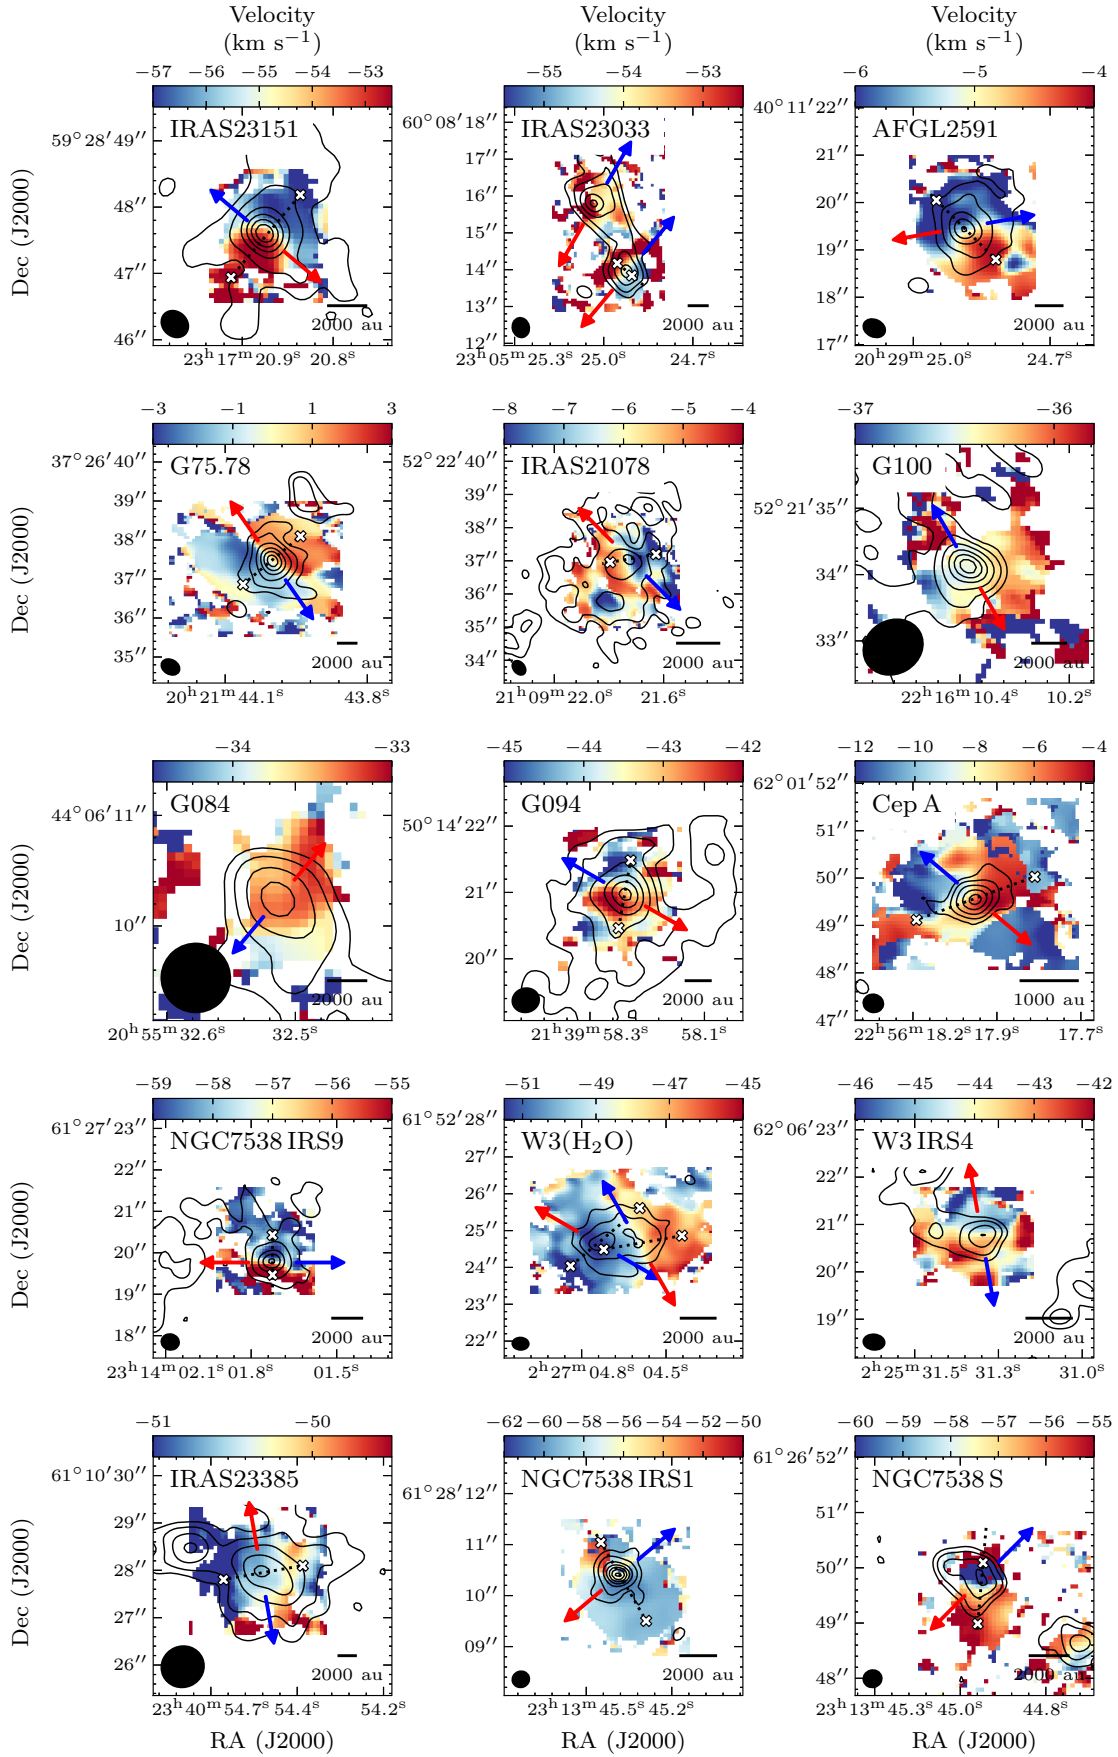 Velocity Velocity Velocity
(km s⁻¹) (km s⁻¹) (km s⁻¹)
−57 −56 −55 −54 −53 −55 −54 −53 −6 −5 −4
IRAS23151 IRAS23033 AFGL2591
59°28′49′′ 60°08′18′′ 40°11′22′′
48′′ 17′′ 21′′
47′′ 16′′ 20′′
46′′ 15′′ 19′′
14′′ 18′′
13′′ 17′′
12′′
Dec (J2000)
2000 au 2000 au 2000 au
23ʰ17ᵐ20.9ˢ 20.8ˢ 23ʰ05ᵐ25.3ˢ 25.0ˢ 24.7ˢ 20ʰ29ᵐ25.0ˢ 24.7ˢ
−3 −1 1 3 −8 −7 −6 −5 −4 −37 −36
G75.78 IRAS21078 G100
37°26′40′′ 52°22′40′′ 52°21′35′′
39′′ 39′′ 34′′
38′′ 38′′ 33′′
37′′ 37′′
36′′ 36′′
35′′ 35′′
34′′
Dec (J2000)
2000 au 2000 au 2000 au
20ʰ21ᵐ44.1ˢ 43.8ˢ 21ʰ09ᵐ22.0ˢ 21.6ˢ 22ʰ16ᵐ10.4ˢ 10.2ˢ
−34 −33 −45 −44 −43 −42 −12 −10 −8 −6 −4
G084 G094 Cep A
44°06′11′′ 50°14′22′′ 62°01′52′′
10′′ 21′′ 51′′
20′′ 50′′
49′′
48′′
47′′
Dec (J2000)
2000 au 2000 au 1000 au
20ʰ55ᵐ32.6ˢ 32.5ˢ 21ʰ39ᵐ58.3ˢ 58.1ˢ 22ʰ56ᵐ18.2ˢ 17.9ˢ 17.7ˢ
−59 −58 −57 −56 −55 −51 −49 −47 −45 −46 −45 −44 −43 −42
NGC7538 IRS9 W3(H₂O) W3 IRS4
61°27′23′′ 61°52′28′′ 62°06′23′′
22′′ 27′′ 22′′
21′′ 26′′ 21′′
20′′ 25′′ 20′′
19′′ 24′′ 19′′
18′′ 23′′
22′′
Dec (J2000)
2000 au 2000 au 2000 au
23ʰ14ᵐ02.1ˢ 01.8ˢ 01.5ˢ 2ʰ27ᵐ04.8ˢ 04.5ˢ 2ʰ25ᵐ31.5ˢ 31.3ˢ 31.0ˢ
−51 −50 −62 −60 −58 −56 −54 −52 −50 −60 −59 −58 −57 −56 −55
IRAS23385 NGC7538 IRS1 NGC7538 S
61°10′30′′ 61°28′12′′ 61°26′52′′
29′′ 11′′ 51′′
28′′ 10′′ 50′′
27′′ 09′′ 49′′
26′′ 48′′
Dec (J2000)
2000 au 2000 au 2000 au
23ʰ40ᵐ54.7ˢ 54.4ˢ 54.2ˢ 23ʰ13ᵐ45.5ˢ 45.2ˢ 23ʰ13ᵐ45.3ˢ 45.0ˢ 44.8ˢ
RA (J2000) RA (J2000) RA (J2000)